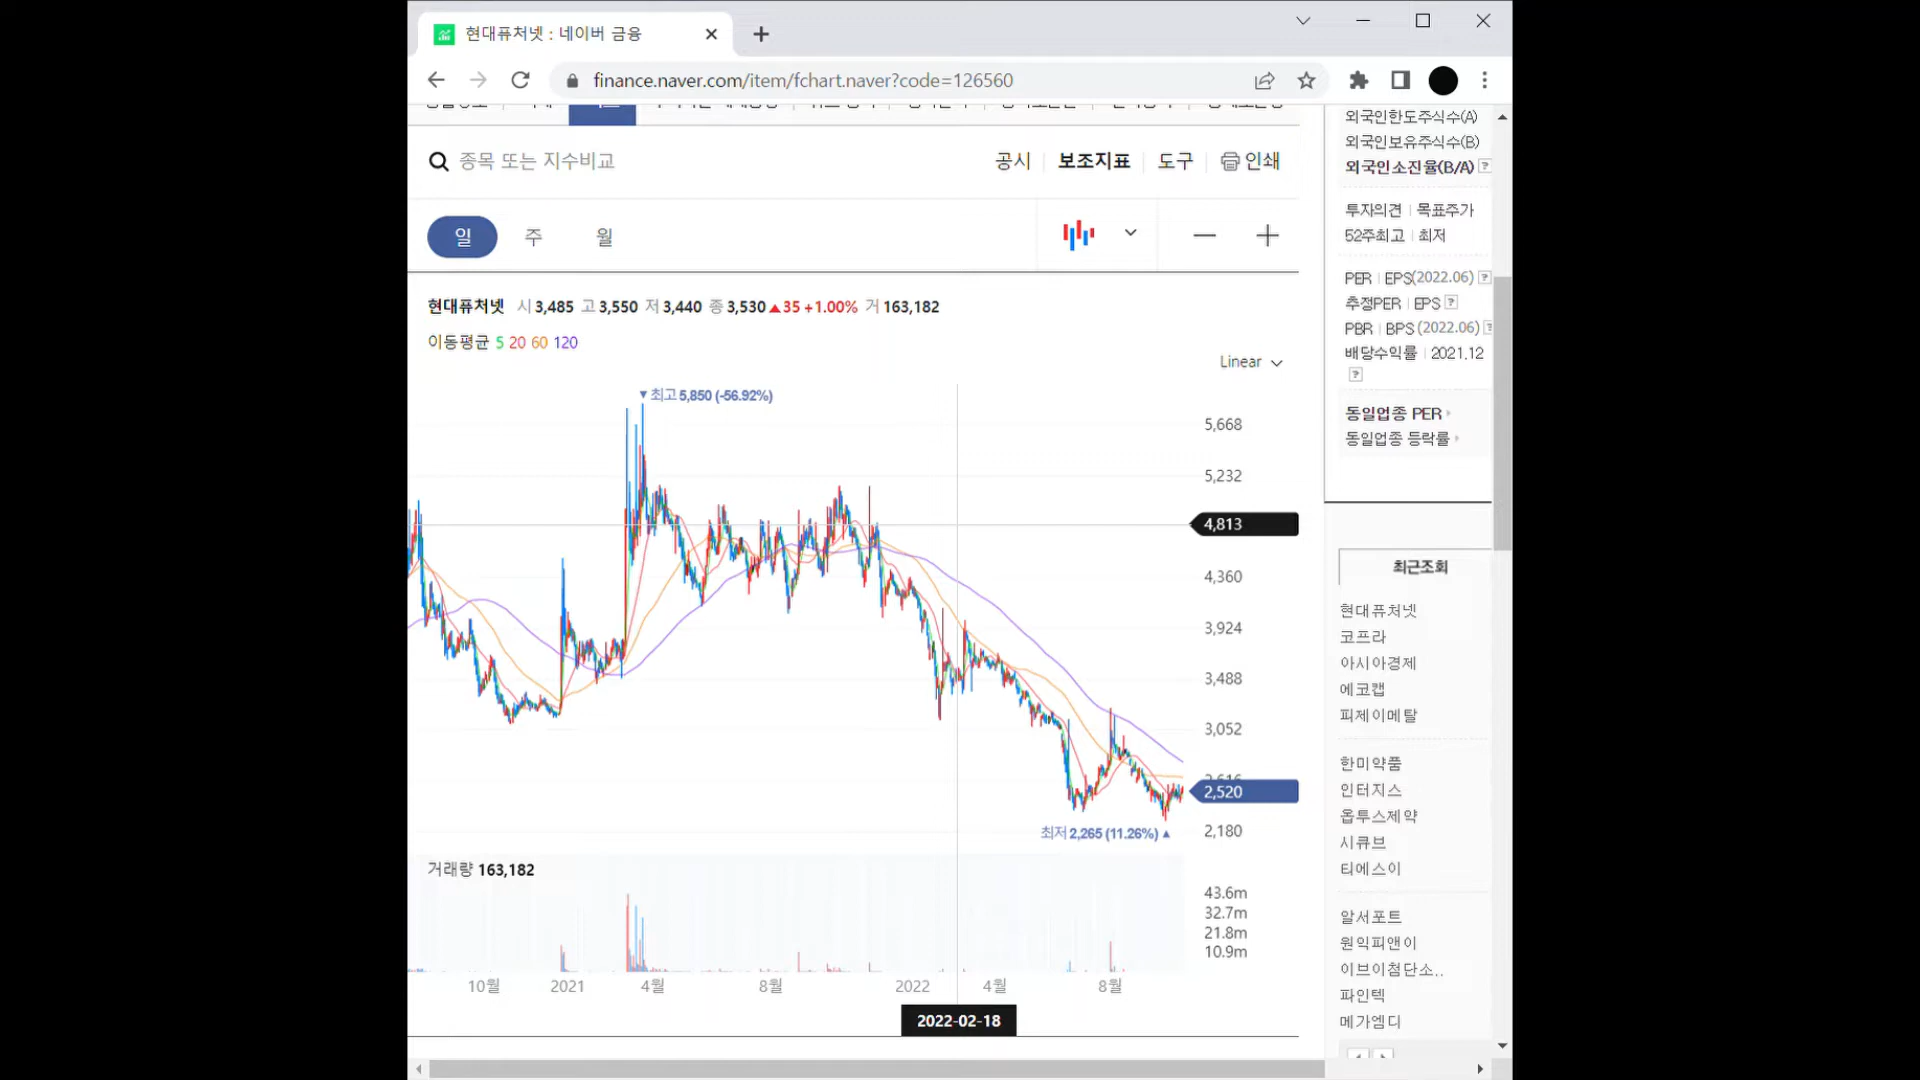 현대퓨처넷 : 네이버 금융
finance.naver.com/item/fchart.naver?code=126560
종목 또는 지수비교
공시 보조지표 도구 인쇄
일 주 월
현대퓨처넷 시 3,485 고 3,550 저 3,440 종 3,530 ▲35 +1.00% 거 163,182
이동평균 5 20 60 120
Linear
▼최고 5,850 (-56.92%)
5,668
5,232
4,813
4,360
3,924
3,488
3,052
2,520
2,180
최저 2,265 (11.26%) ▲
거래량 163,182
43.6m
32.7m
21.8m
10.9m
10월 2021 4월 8월 2022 4월 8월
2022-02-18
외국인한도주식수(A)
외국인보유주식수(B)
외국인소진율(B/A) ?
투자의견 | 목표주가
52주최고 | 최저
PER | EPS(2022.06) ?
추정PER | EPS ?
PBR | BPS (2022.06) ?
배당수익률 | 2021.12
?
동일업종 PER
동일업종 등락률
최근조회
현대퓨처넷
코프라
아시아경제
에코캡
피제이메탈
한미약품
인터지스
옵투스제약
시큐브
티에스이
알서포트
원익피앤이
이브이첨단소..
파인텍
메가엠디